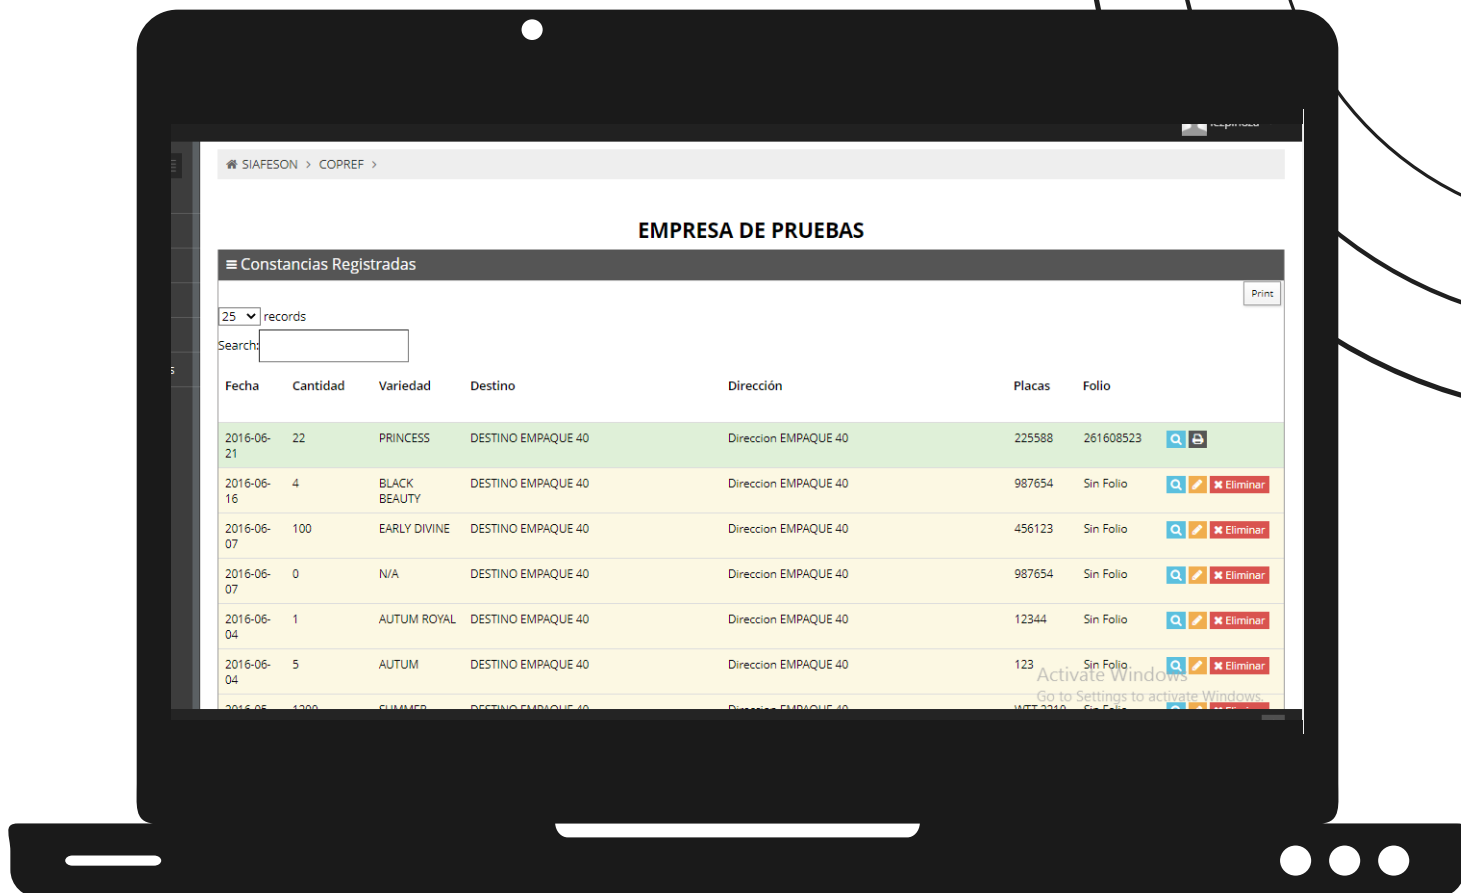 SIAFESON > COPREF >
EMPRESA DE PRUEBAS
Constancias Registradas
Print
25 records
Search:
Fecha Cantidad Variedad Destino Dirección Placas Folio
2016-06-21 22 PRINCESS DESTINO EMPAQUE 40 Direccion EMPAQUE 40 225588 261608523
2016-06-16 4 BLACK BEAUTY DESTINO EMPAQUE 40 Direccion EMPAQUE 40 987654 Sin Folio Eliminar
2016-06-07 100 EARLY DIVINE DESTINO EMPAQUE 40 Direccion EMPAQUE 40 456123 Sin Folio Eliminar
2016-06-07 0 N/A DESTINO EMPAQUE 40 Direccion EMPAQUE 40 987654 Sin Folio Eliminar
2016-06-04 1 AUTUM ROYAL DESTINO EMPAQUE 40 Direccion EMPAQUE 40 12344 Sin Folio Eliminar
2016-06-04 5 AUTUM DESTINO EMPAQUE 40 Direccion EMPAQUE 40 123 Sin Folio Eliminar
Activate Windows
Go to Settings to activate Windows.